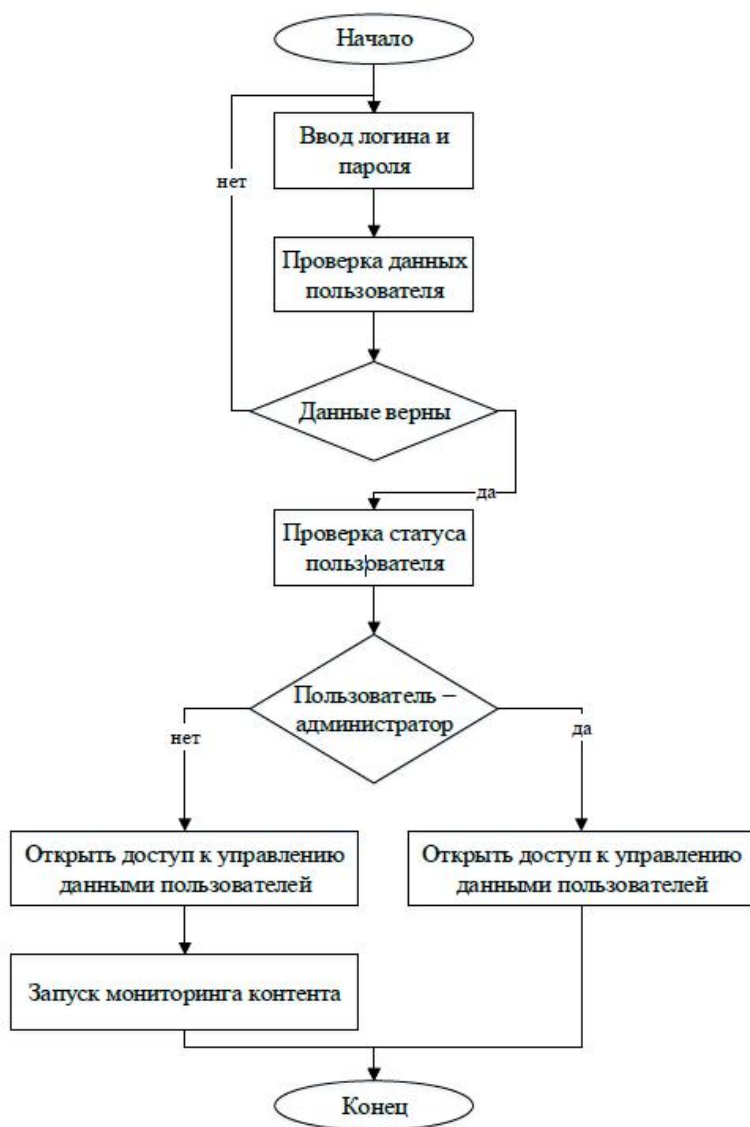 Начало
Ввод логина и
пароля
нет
Проверка данных
пользователя
Данные верны
да
Проверка статуса
пользователя
Пользователь –
администратор
нет
да
Открыть доступ к управлению
данными пользователей
Открыть доступ к управлению
данными пользователей
Запуск мониторинга контента
Конец